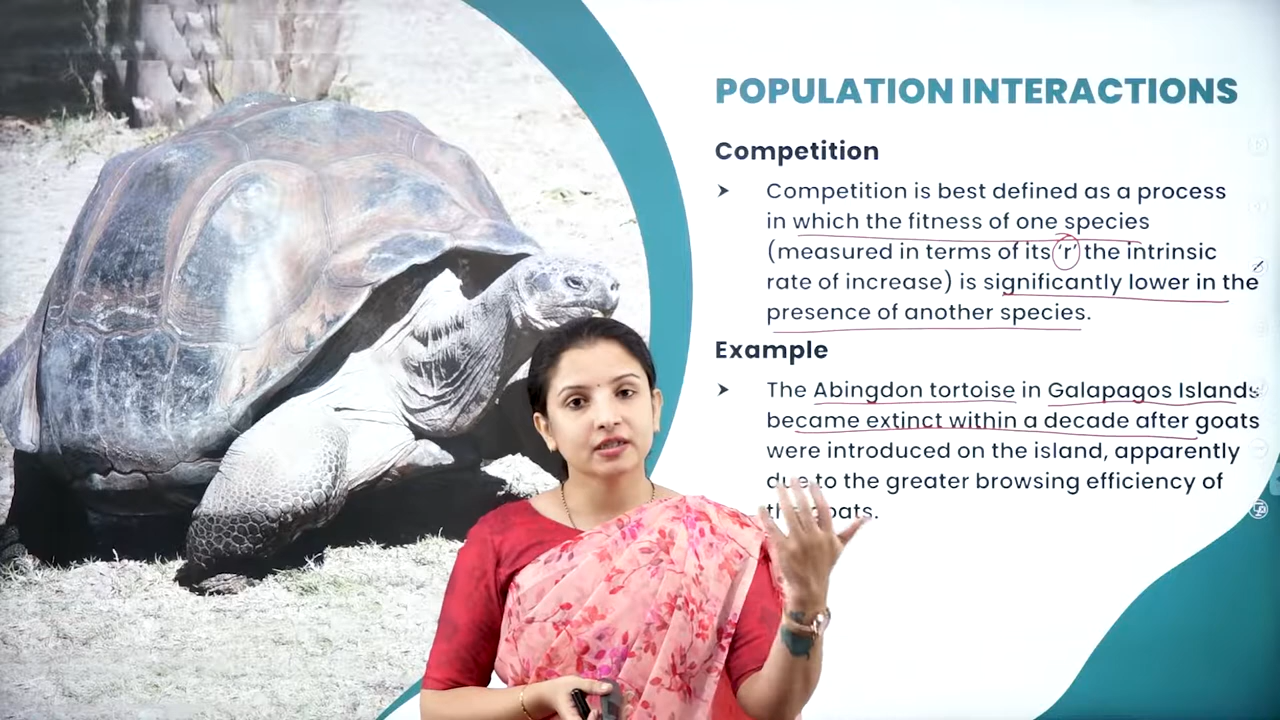 POPULATION INTERACTIONS
Competition
Competition is best defined as a process
in which the fitness of one species
(measured in terms of its 'r' the intrinsic
rate of increase) is significantly lower in the
presence of another species.
Example
The Abingdon tortoise in Galapagos Islands
became extinct within a decade after goats
were introduced on the island, apparently
due to the greater browsing efficiency of
the goats.